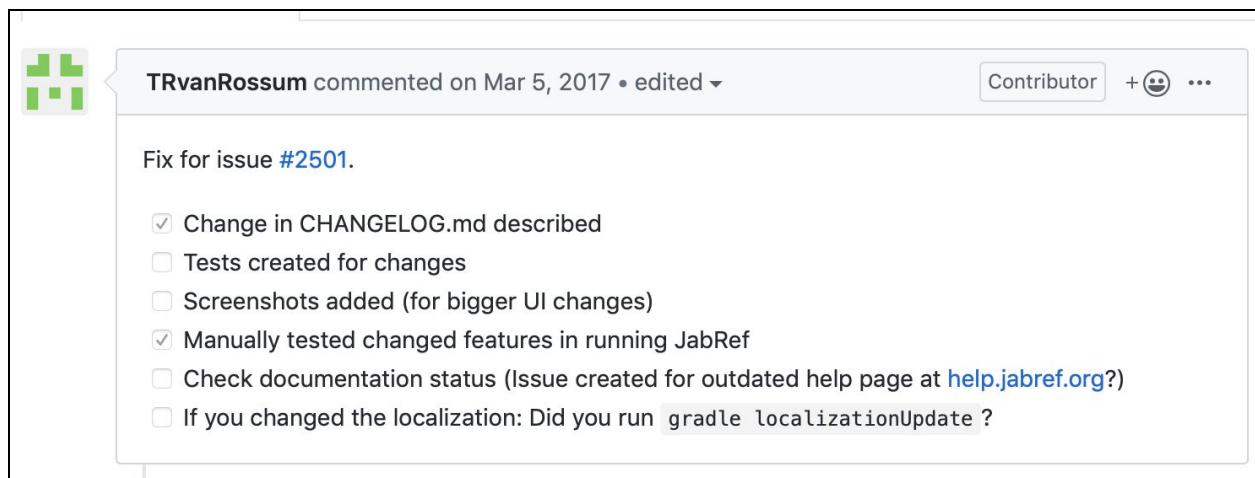 TRvanRossum commented on Mar 5, 2017 • edited
Contributor
Fix for issue #2501.
Change in CHANGELOG.md described
Tests created for changes
Screenshots added (for bigger UI changes)
Manually tested changed features in running JabRef
Check documentation status (Issue created for outdated help page at help.jabref.org?)
If you changed the localization: Did you run gradle localizationUpdate?